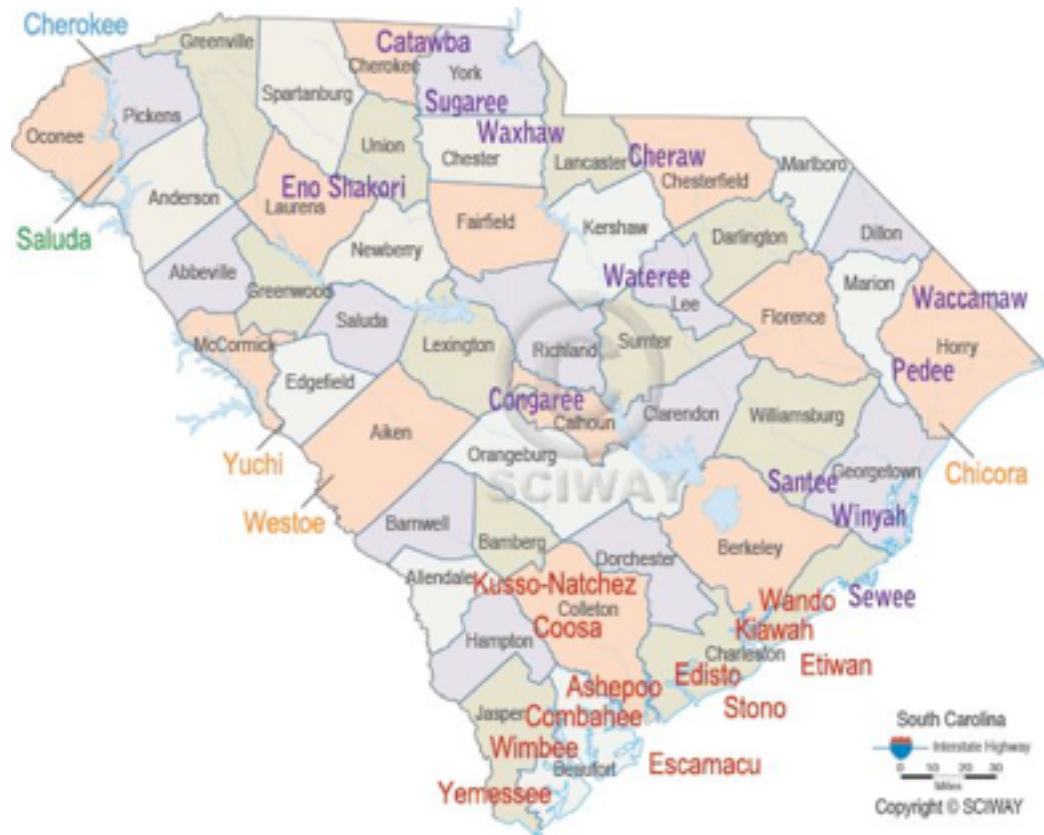 Cherokee
Greenville
Catawba
Cherokee
York
Spartanburg
Pickens
Sugaree
Oconee
Union
Waxhaw
Chester
Lancaster
Cheraw
Chesterfield
Marlboro
Anderson
Eno Shakori
Laurens
Saluda
Fairfield
Kershaw
Darlington
Dillon
Newberry
Abbeville
Greenwood
Wateree
Lee
Marion
Waccamaw
Saluda
Florence
McCormick
Lexington
Richland
Sumter
Horry
Edgefield
Pedee
Congaree
Calhoun
Clarendon
Williamsburg
Aiken
Orangeburg
Yuchi
Georgetown
Chicora
Santee
SCIWAY
Westoe
Winyah
Barnwell
Bamberg
Berkeley
Dorchester
Allendale
Kusso-Natchez
Colleton
Wando
Sewee
Coosa
Kiawah
Hampton
Charleston
Etiwan
Edisto
Ashepoo
Stono
Jasper
Combahee
South Carolina
Wimbee
Interstate Highway
Beaufort
Escamacu
0 10 20 30
Miles
Yemessee
Copyright © SCIWAY